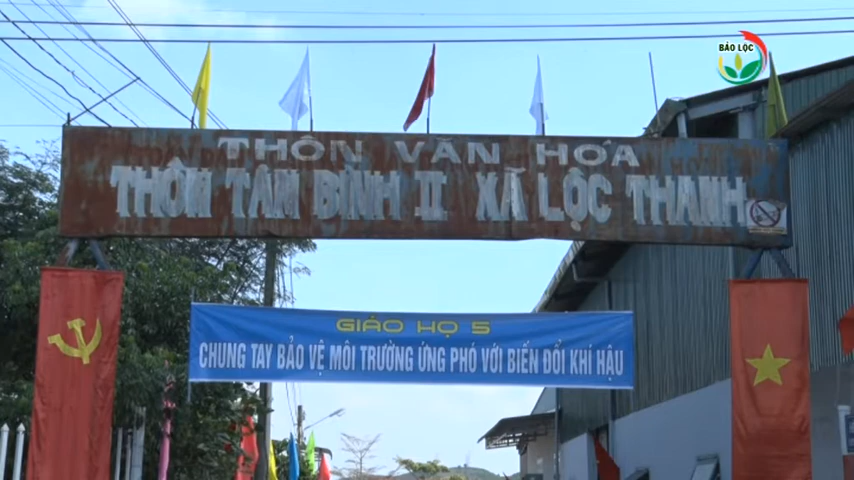 BẢO LỘC
THÔN VĂN HÓA
THÔN TÂN BÌNH II XÃ LỘC THANH
GIÁO HỌ 5
CHUNG TAY BẢO VỆ MÔI TRƯỜNG ỨNG PHÓ VỚI BIẾN ĐỔI KHÍ HẬU